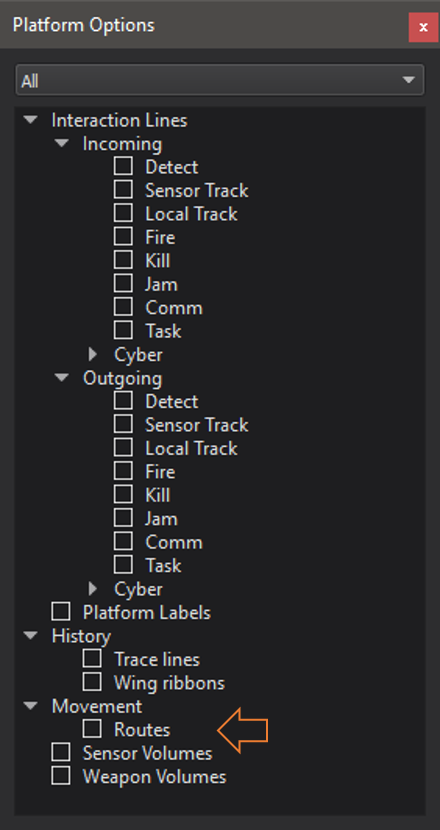 Platform Options
x
All
Interaction Lines
Incoming
Detect
Sensor Track
Local Track
Fire
Kill
Jam
Comm
Task
Cyber
Outgoing
Detect
Sensor Track
Local Track
Fire
Kill
Jam
Comm
Task
Cyber
Platform Labels
History
Trace lines
Wing ribbons
Movement
Routes
Sensor Volumes
Weapon Volumes